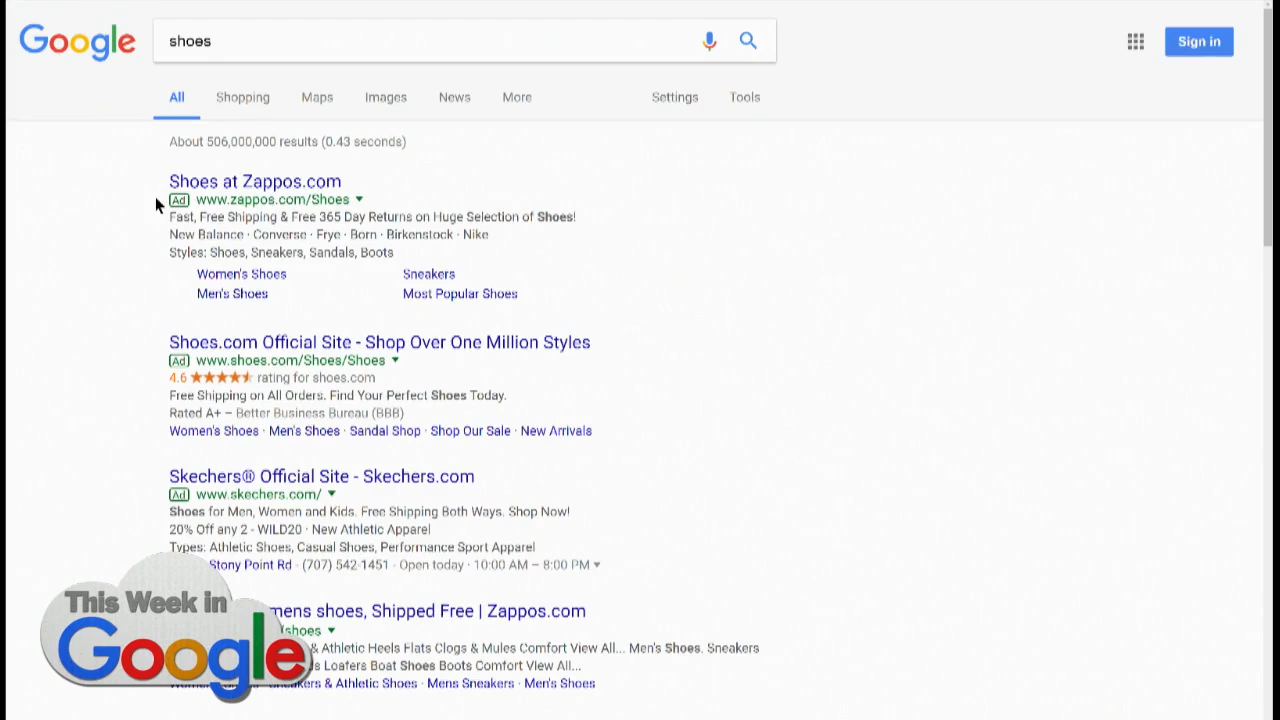 Google
shoes
Sign in
All Shopping Maps Images News More Settings Tools
About 506,000,000 results (0.43 seconds)
Shoes at Zappos.com
Ad www.zappos.com/Shoes
Fast, Free Shipping & Free 365 Day Returns on Huge Selection of Shoes!
New Balance · Converse · Frye · Born · Birkenstock · Nike
Styles: Shoes, Sneakers, Sandals, Boots
Women's Shoes Sneakers
Men's Shoes Most Popular Shoes
Shoes.com Official Site - Shop Over One Million Styles
Ad www.shoes.com/Shoes/Shoes
4.6 rating for shoes.com
Free Shipping on All Orders. Find Your Perfect Shoes Today.
Rated A+ – Better Business Bureau (BBB)
Women's Shoes · Men's Shoes · Sandal Shop · Shop Our Sale · New Arrivals
Skechers® Official Site - Skechers.com
Ad www.skechers.com/
Shoes for Men, Women and Kids. Free Shipping Both Ways. Shop Now!
20% Off any 2 - WILD20 · New Athletic Apparel
Types: Athletic Shoes, Casual Shoes, Performance Sport Apparel
Stony Point Rd · (707) 542-1451 · Open today · 10:00 AM – 8:00 PM
This Week in
Google
shoes, Shipped Free | Zappos.com
shoes
& Athletic Heels Flats Clogs & Mules Comfort View All... Men's Shoes. Sneakers
Loafers Boat Shoes Boots Comfort View All...
& Athletic Shoes · Mens Sneakers · Men's Shoes